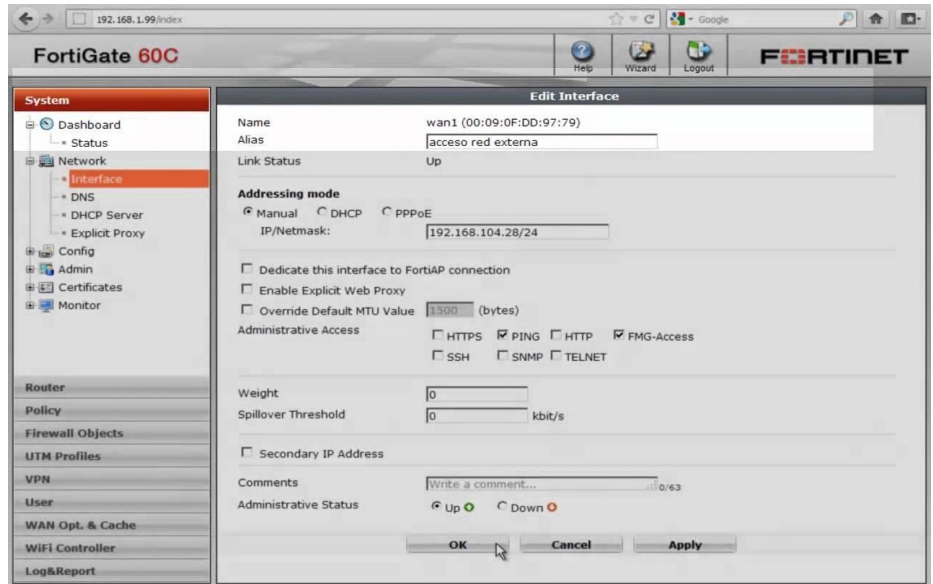 192.168.1.99/index
Google
FortiGate 60C
Help
Wizard
Logout
FORTINET
System
Dashboard
Status
Network
Interface
DNS
DHCP Server
Explicit Proxy
Config
Admin
Certificates
Monitor
Router
Policy
Firewall Objects
UTM Profiles
VPN
User
WAN Opt. & Cache
WiFi Controller
Log&Report
Edit Interface
Name wan1 (00:09:0F:DD:97:79)
Alias acceso red externa
Link Status Up
Addressing mode
Manual DHCP PPPoE
IP/Netmask: 192.168.104.28/24
Dedicate this interface to FortiAP connection
Enable Explicit Web Proxy
Override Default MTU Value 1500 (bytes)
Administrative Access HTTPS PING HTTP FMG-Access
SSH SNMP TELNET
Weight 0
Spillover Threshold 0 kbit/s
Secondary IP Address
Comments Write a comment... 0/63
Administrative Status Up Down
OK Cancel Apply